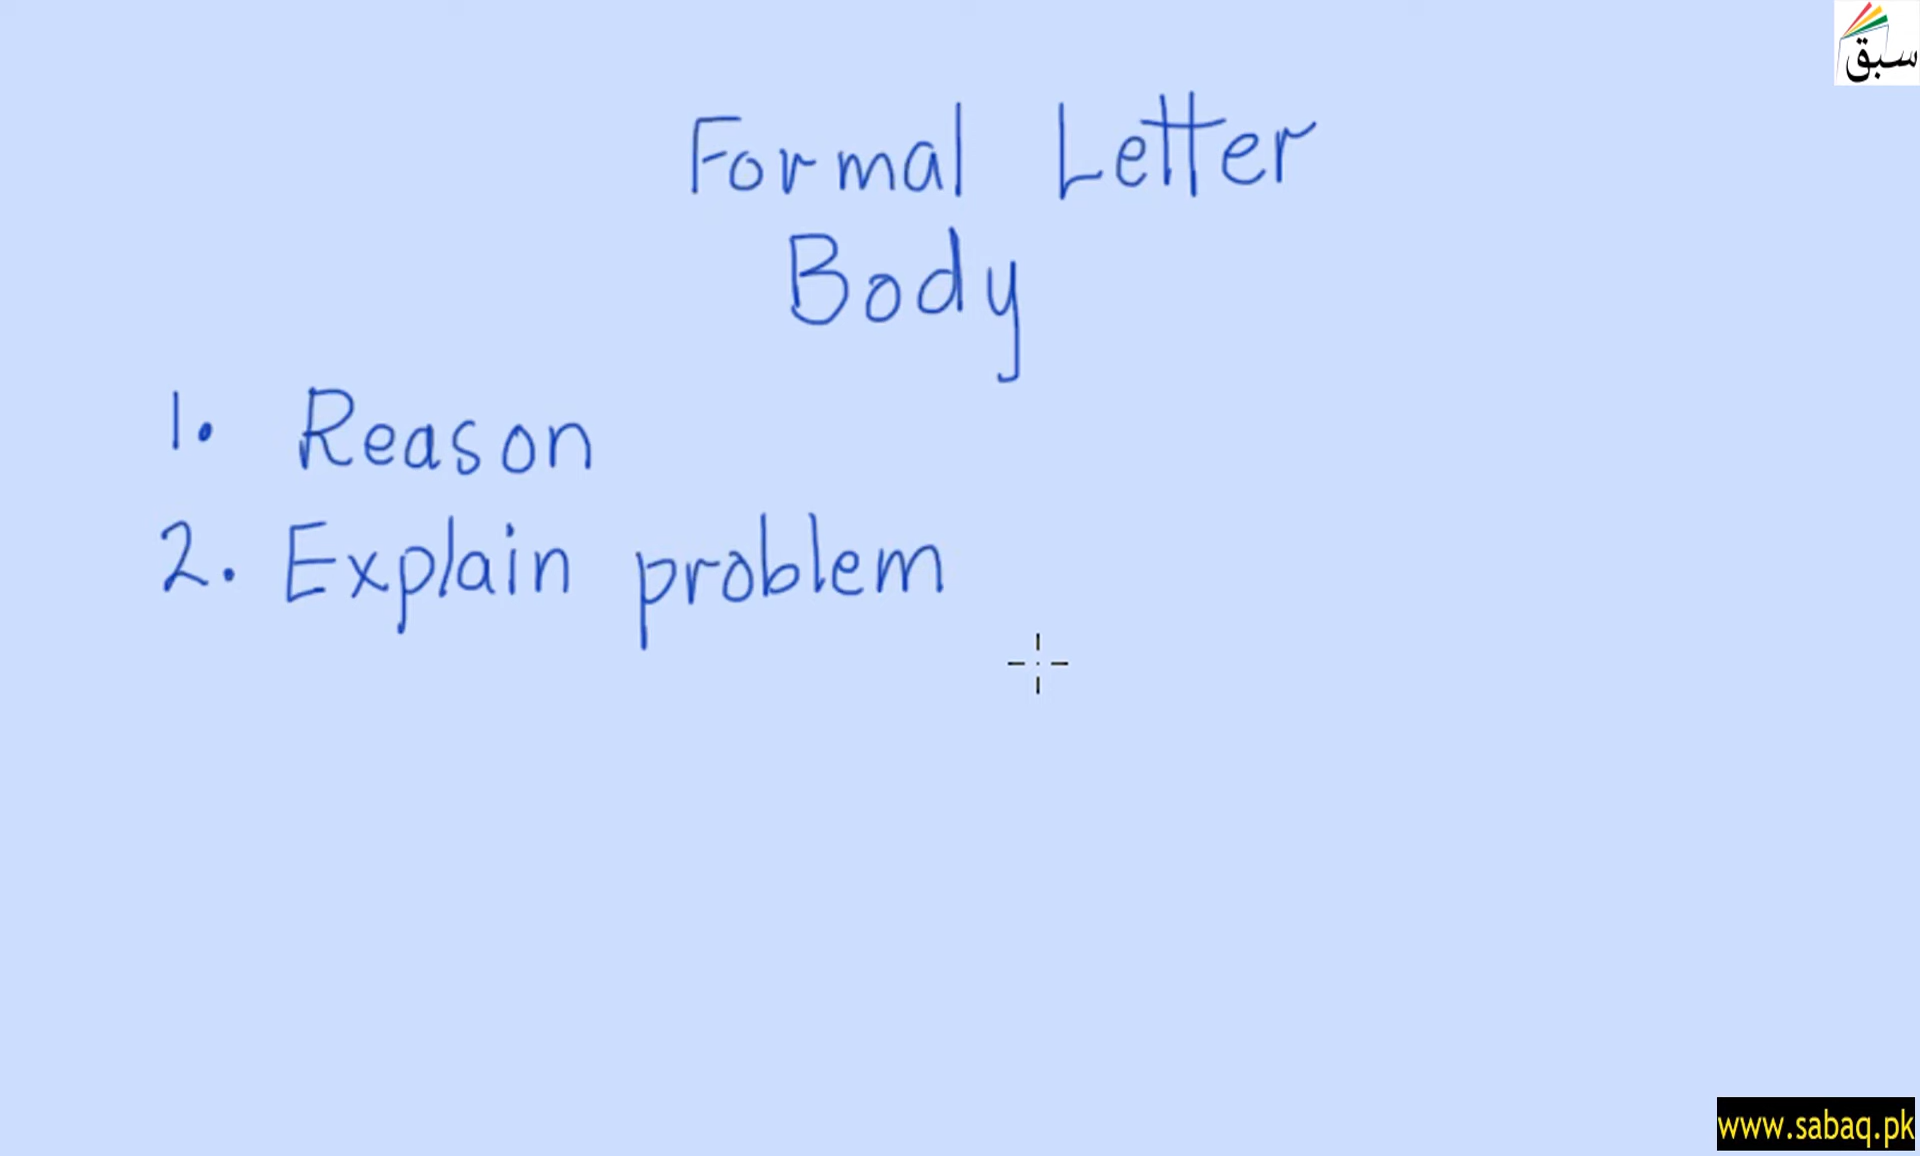 سبق
Formal Letter
Body
1. Reason
2. Explain problem
www.sabaq.pk